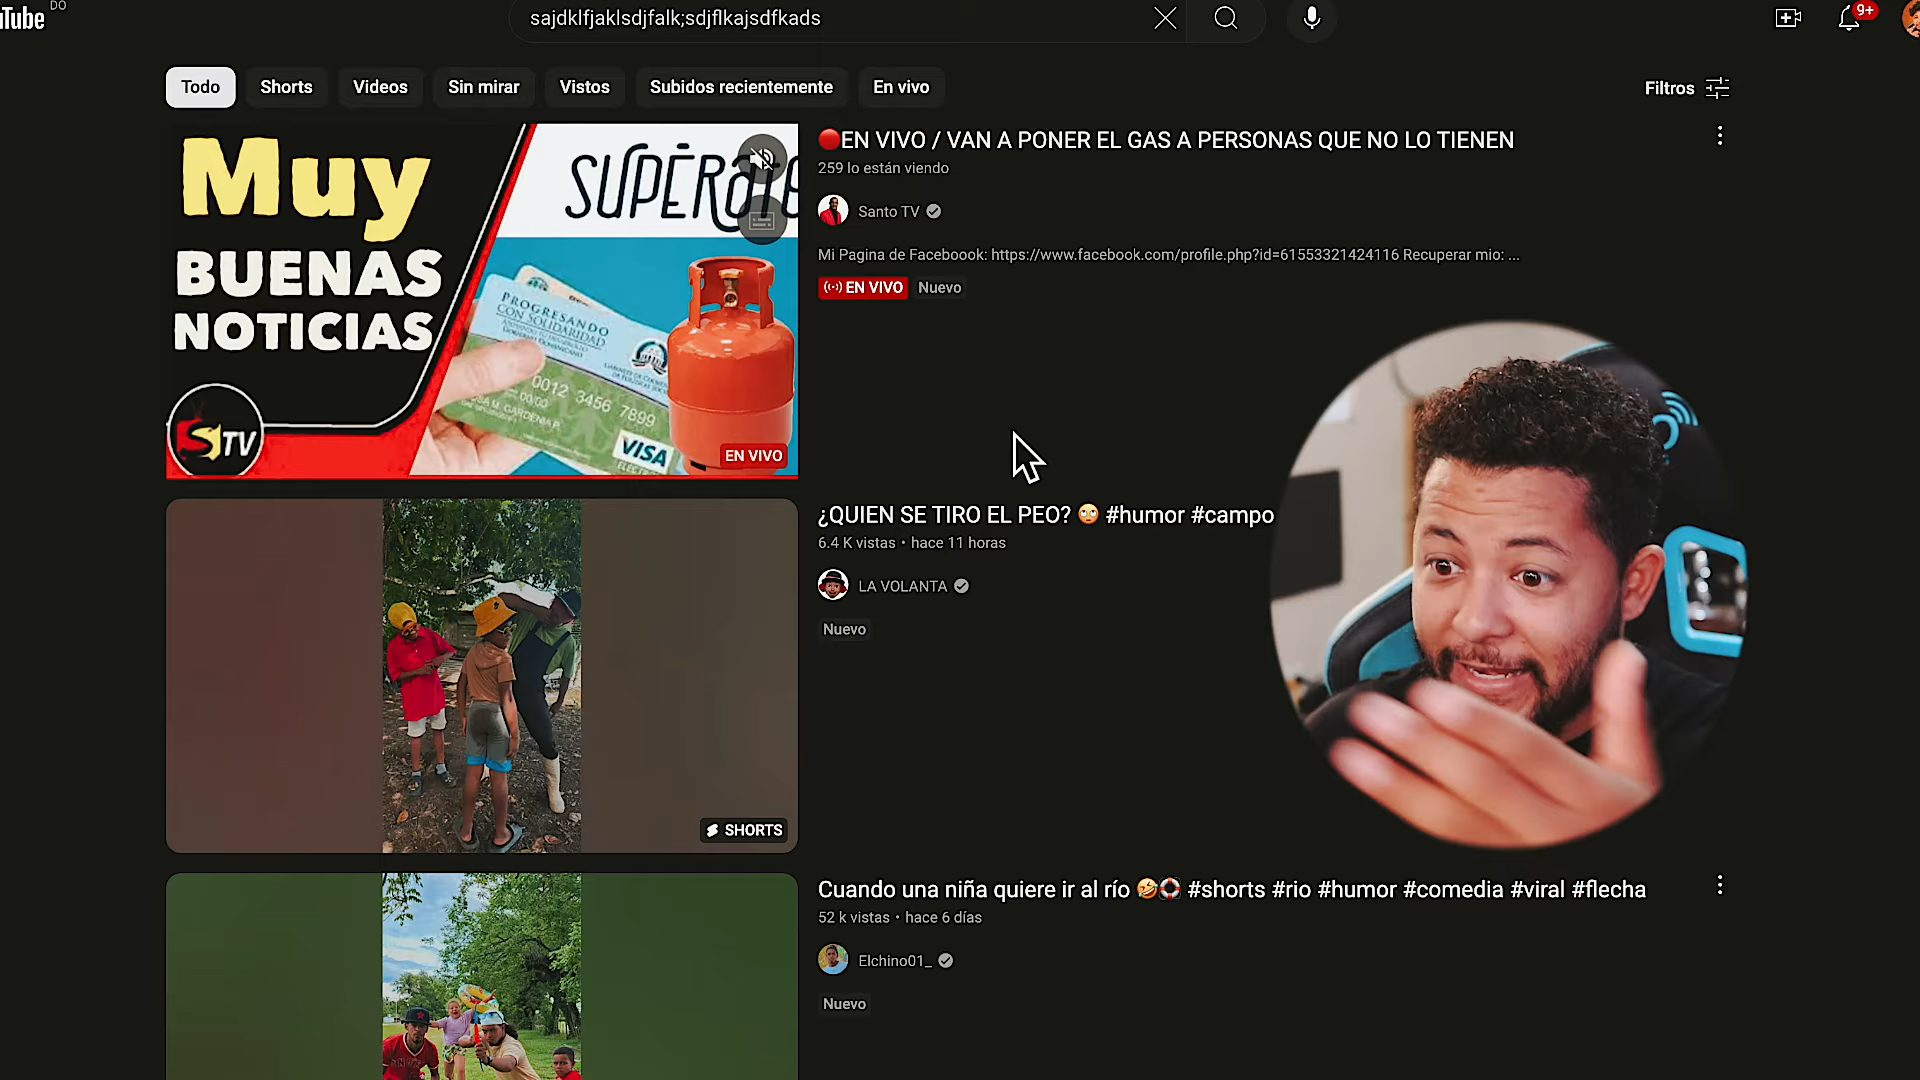 Tube DO
sajdklfjaklsdjfalk;sdjflkajsdfkads
9+
Todo
Shorts
Videos
Sin mirar
Vistos
Subidos recientemente
En vivo
Filtros
Muy
BUENAS
NOTICIAS
STV
SUPÉRate
PROGRESANDO
CON SOLIDARIDAD
0012 3456 7899
VISA
EN VIVO
🔴EN VIVO / VAN A PONER EL GAS A PERSONAS QUE NO LO TIENEN
259 lo están viendo
Santo TV
Mi Pagina de Faceboook: https://www.facebook.com/profile.php?id=61553321424116 Recuperar mio: ...
EN VIVO
Nuevo
SHORTS
¿QUIEN SE TIRO EL PEO? 🙄 #humor #campo
6.4 K vistas • hace 11 horas
LA VOLANTA
Nuevo
Cuando una niña quiere ir al río 🤣🛟 #shorts #rio #humor #comedia #viral #flecha
52 k vistas • hace 6 días
Elchino01_
Nuevo